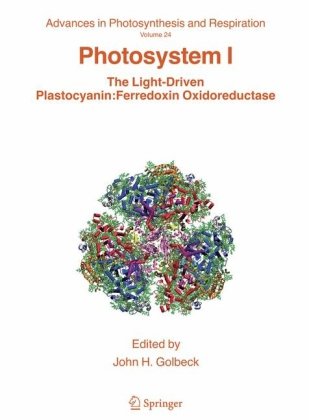 Advances in Photosynthesis and Respiration
Volume 24
Photosystem I
The Light-Driven
Plastocyanin:Ferredoxin Oxidoreductase
Edited by
John H. Golbeck
Springer